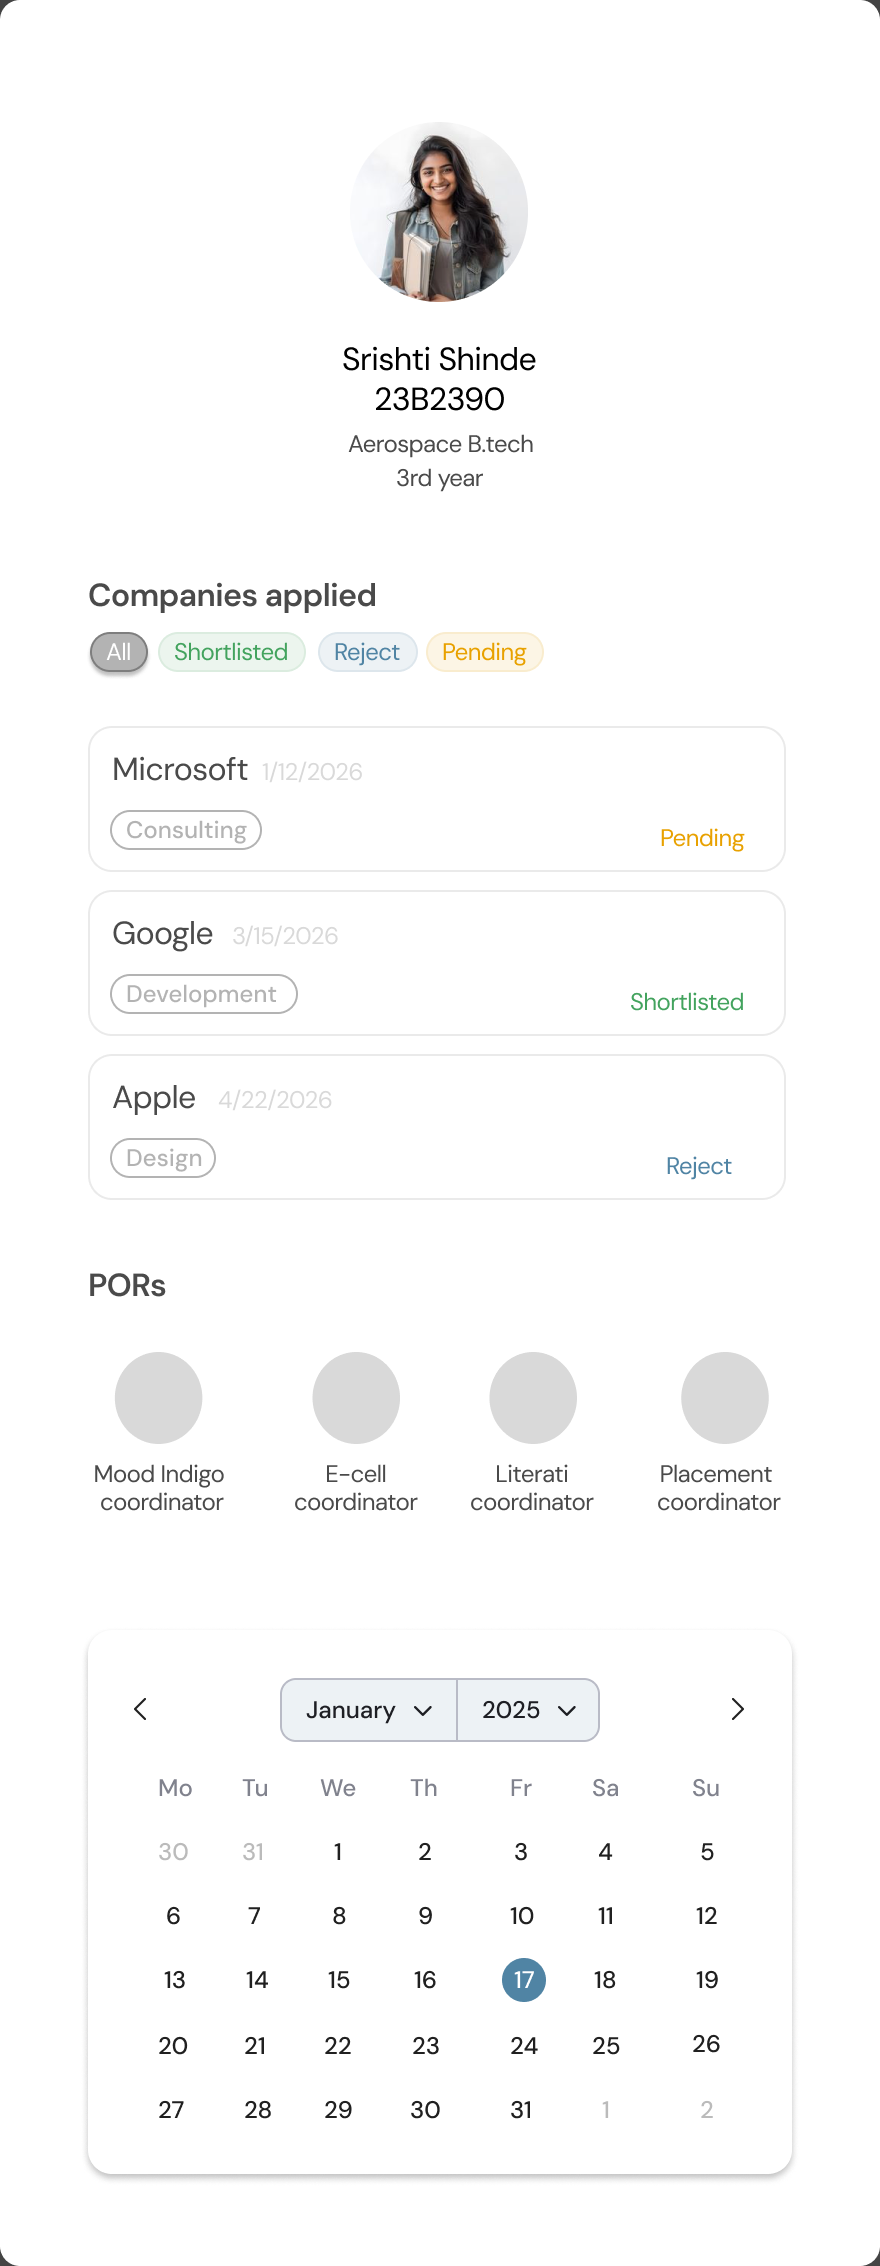 Srishti Shinde
23B2390
Aerospace B.tech
3rd year
Companies applied
All Shortlisted Reject Pending
Microsoft 1/12/2026
Consulting
Pending
Google 3/15/2026
Development
Shortlisted
Apple 4/22/2026
Design
Reject
PORs
Mood Indigo
coordinator
E-cell
coordinator
Literati
coordinator
Placement
coordinator
January 2025
Mo Tu We Th Fr Sa Su
30 31 1 2 3 4 5
6 7 8 9 10 11 12
13 14 15 16 17 18 19
20 21 22 23 24 25 26
27 28 29 30 31 1 2